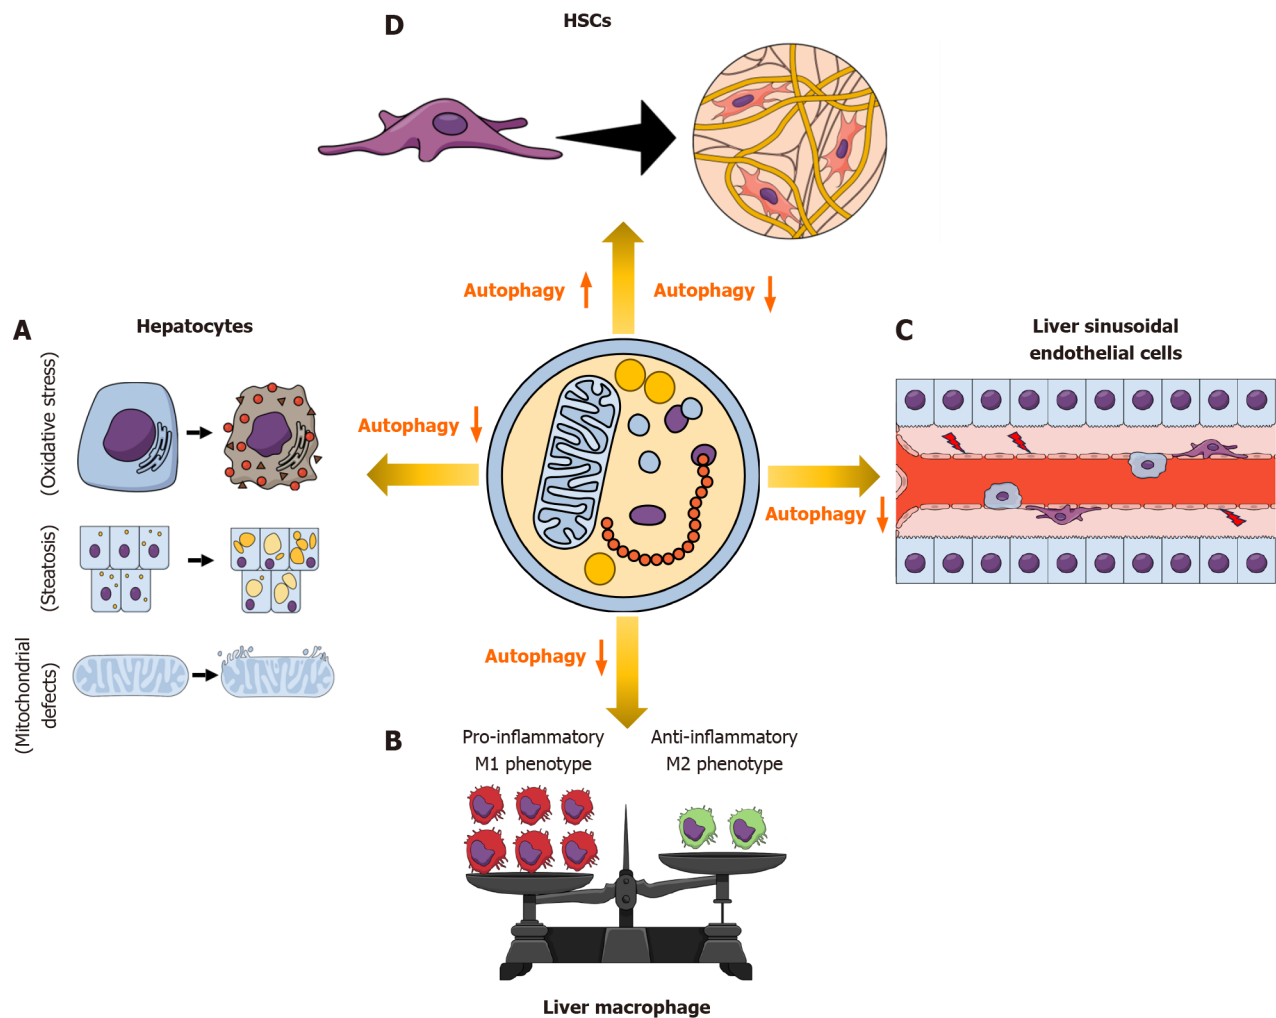 D
HSCs
Autophagy
Autophagy
A
Hepatocytes
(Oxidative stress)
(Steatosis)
(Mitochondrial
defects)
Autophagy
C
Liver sinusoidal
endothelial cells
Autophagy
Autophagy
B
Pro-inflammatory
M1 phenotype
Anti-inflammatory
M2 phenotype
Liver macrophage